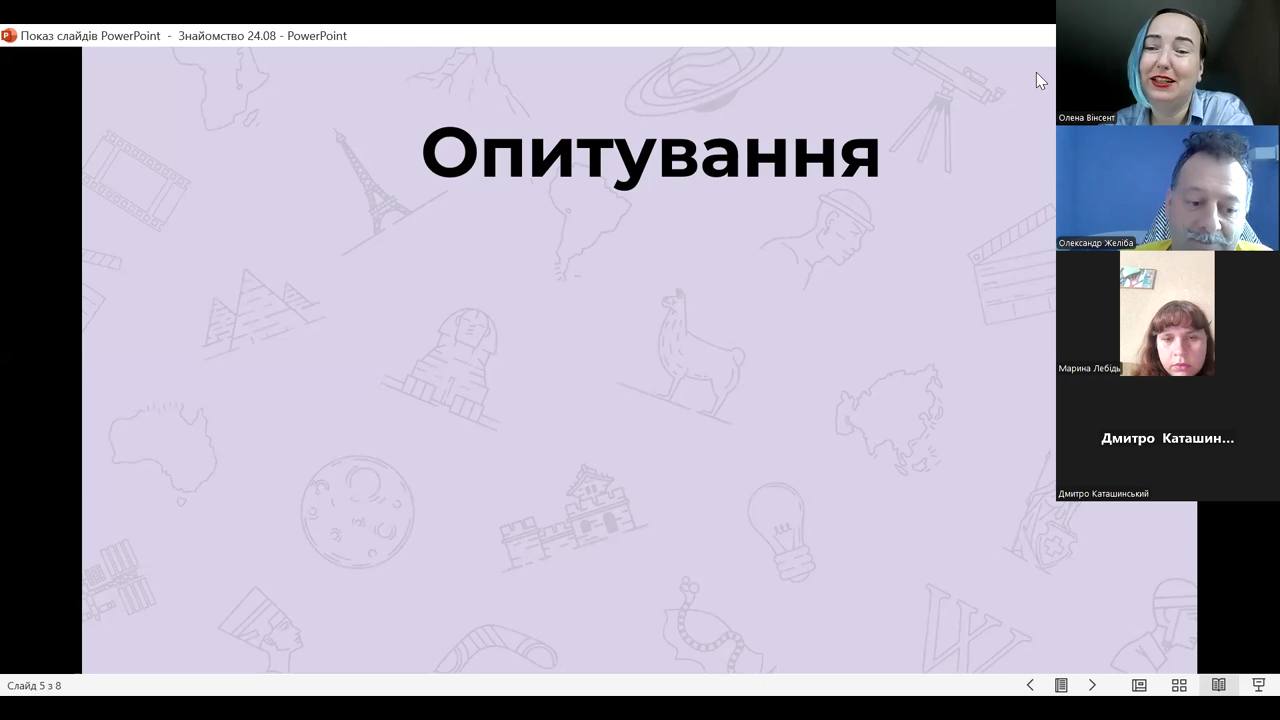 Показ слайдів PowerPoint - Знайомство 24.08 - PowerPoint
Опитування
Олена Вінсент
Олександр Желіба
Марина Лебідь
Дмитро Каташин...
Дмитро Каташинський
W
Слайд 5 з 8